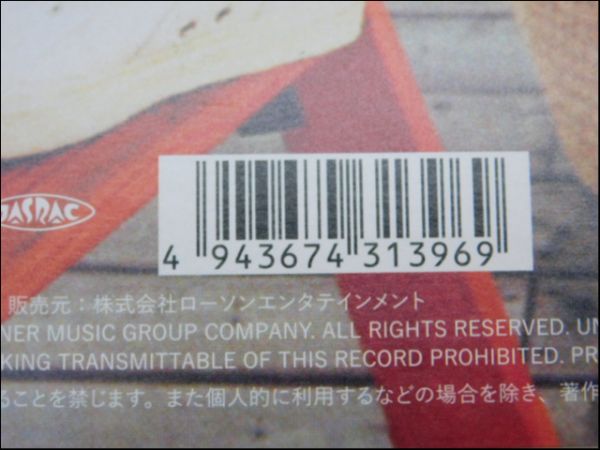 JASRAC
4 943674 313969
販売元：株式会社ローソンエンタテインメント
NER MUSIC GROUP COMPANY. ALL RIGHTS RESERVED. UN
KING TRANSMITTABLE OF THIS RECORD PROHIBITED. PR
ることを禁じます。また個人的に利用するなどの場合を除き、著作